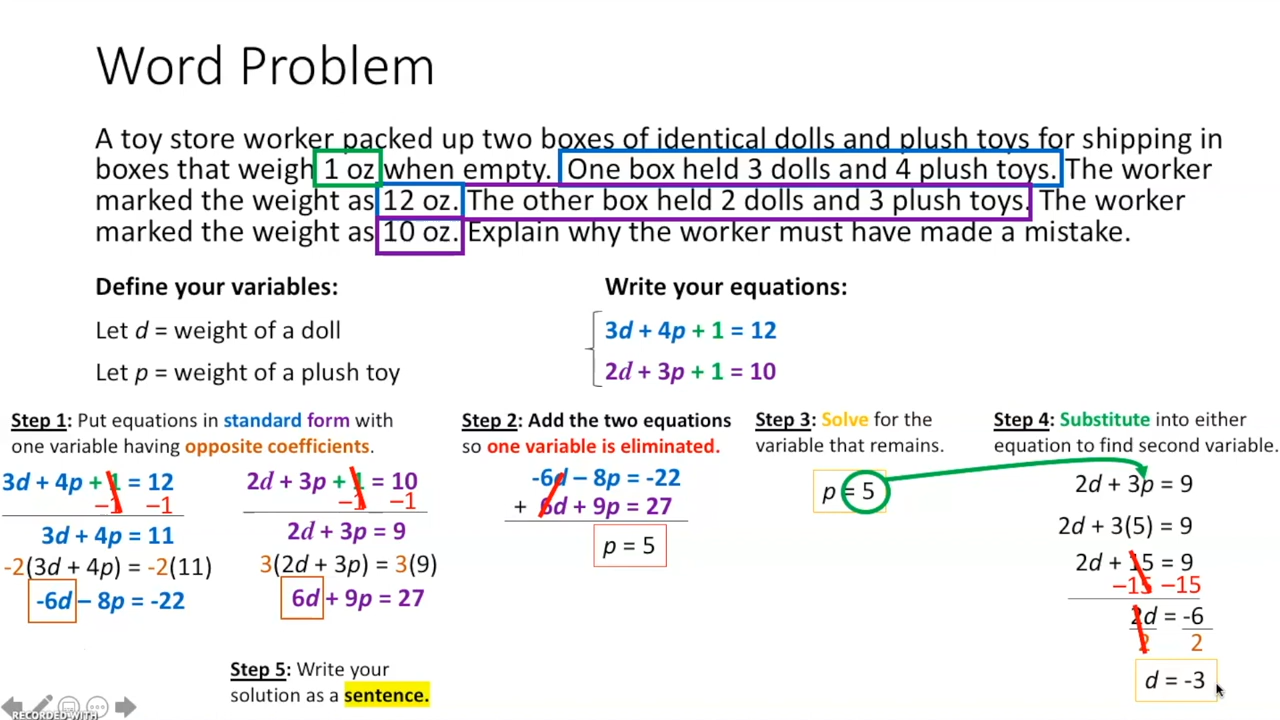 Word Problem
A toy store worker packed up two boxes of identical dolls and plush toys for shipping in
boxes that weigh 1 oz when empty. One box held 3 dolls and 4 plush toys. The worker
marked the weight as 12 oz. The other box held 2 dolls and 3 plush toys. The worker
marked the weight as 10 oz. Explain why the worker must have made a mistake.
Define your variables:
Let d = weight of a doll
Let p = weight of a plush toy
Write your equations:
3d + 4p + 1 = 12
2d + 3p + 1 = 10
Step 1: Put equations in standard form with
one variable having opposite coefficients.
3d + 4p + 1 = 12
−1 −1
3d + 4p = 11
-2(3d + 4p) = -2(11)
-6d – 8p = -22
2d + 3p + 1 = 10
−1 −1
2d + 3p = 9
3(2d + 3p) = 3(9)
6d + 9p = 27
Step 2: Add the two equations
so one variable is eliminated.
-6d – 8p = -22
+ 6d + 9p = 27
p = 5
Step 3: Solve for the
variable that remains.
p = 5
Step 4: Substitute into either
equation to find second variable.
2d + 3p = 9
2d + 3(5) = 9
2d + 15 = 9
−15 −15
2d = -6
2 2
d = -3
Step 5: Write your
solution as a sentence.
RECORDED WITH